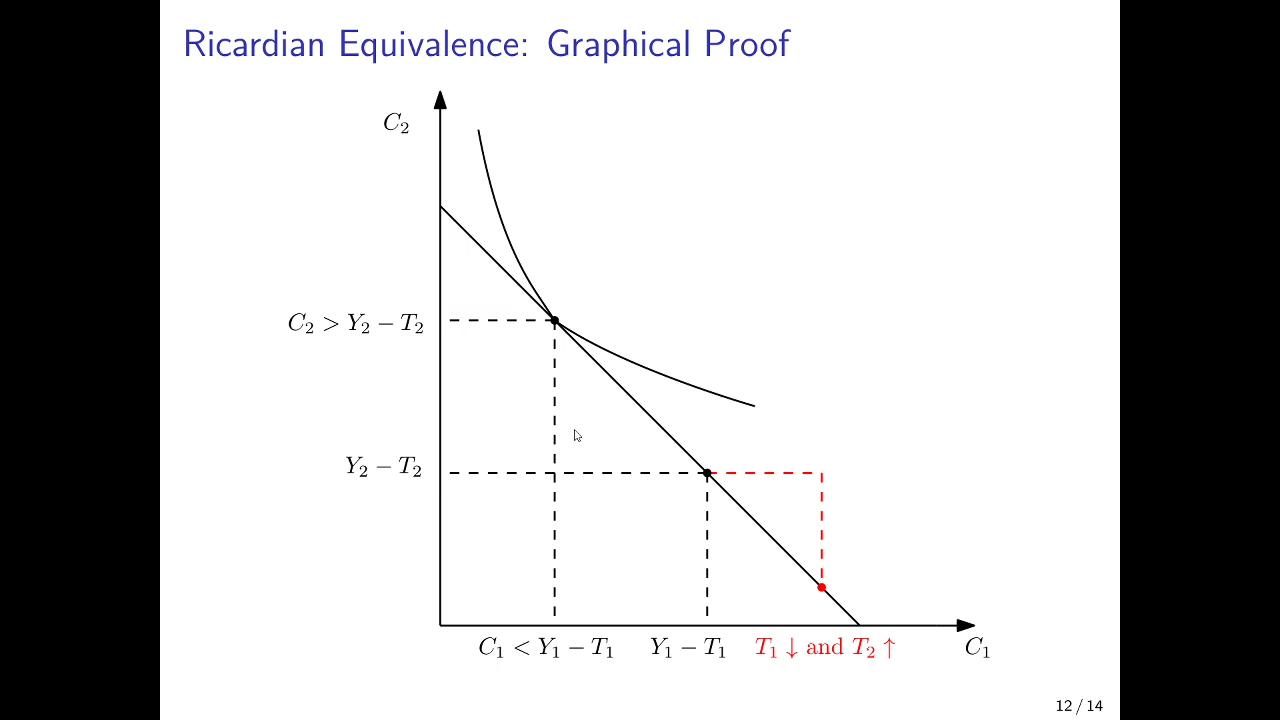 Ricardian Equivalence: Graphical Proof
C₂
C₂ > Y₂ − T₂
Y₂ − T₂
C₁ < Y₁ − T₁
Y₁ − T₁
T₁ ↓ and T₂ ↑
C₁
12 / 14